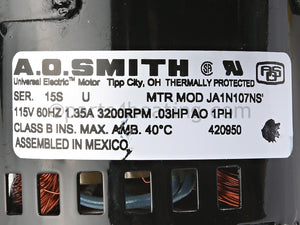 A.O.SMITH
Universal Electric™ Motor Tipp City, OH THERMALLY PROTECTED
SER. 15S U MTR MOD JA1N107NS
115V 60HZ 1.35A 3200RPM .03HP AO 1PH
CLASS B INS. MAX. AMB. 40°C 420950
ASSEMBLED IN MEXICO